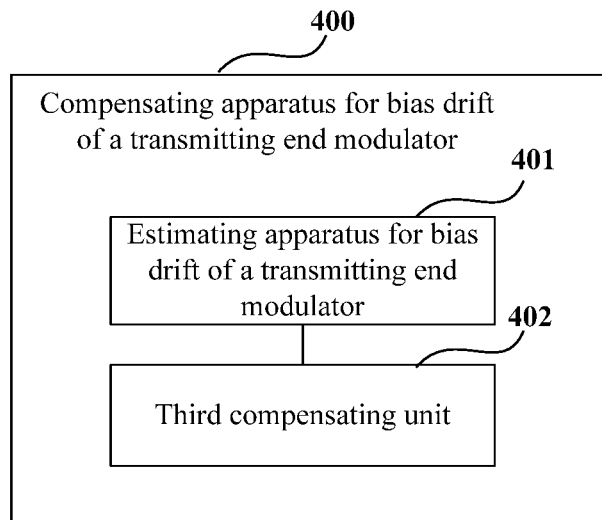 400
Compensating apparatus for bias drift
of a transmitting end modulator
401
Estimating apparatus for bias
drift of a transmitting end
modulator
402
Third compensating unit